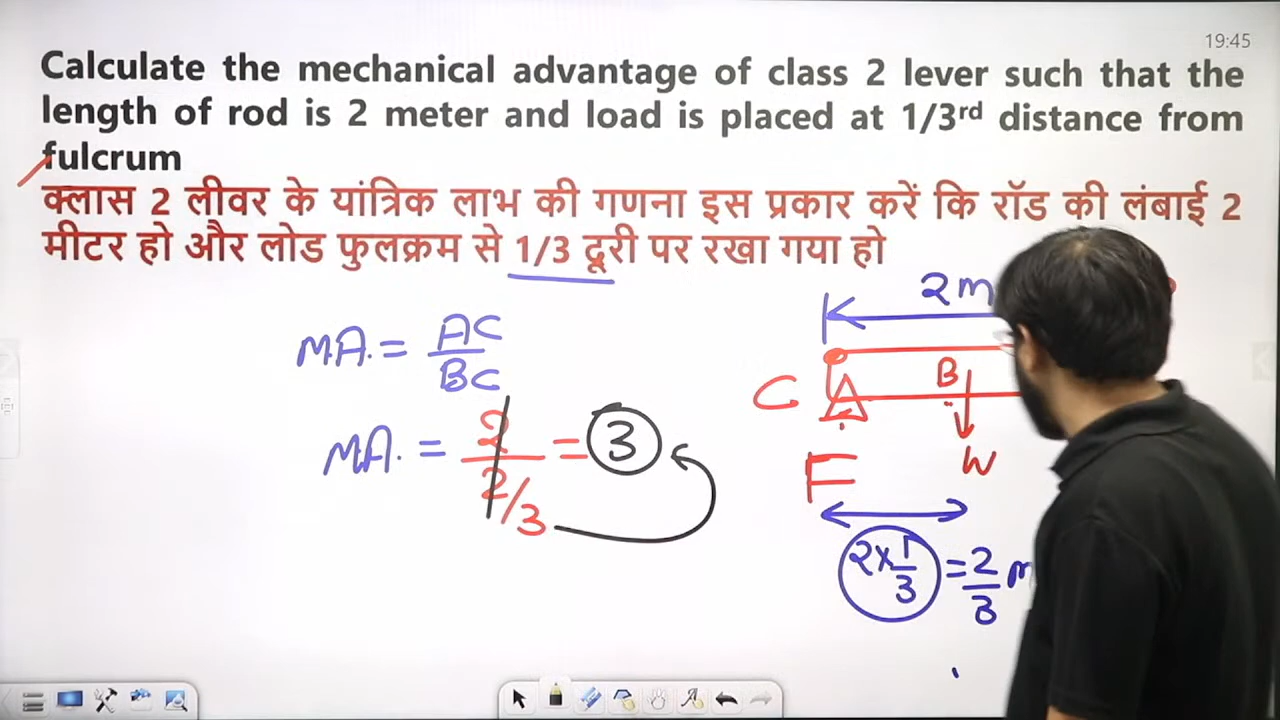 19:45
Calculate the mechanical advantage of class 2 lever such that the
length of rod is 2 meter and load is placed at 1/3rd distance from
fulcrum
क्लास 2 लीवर के यांत्रिक लाभ की गणना इस प्रकार करें कि रॉड की लंबाई 2
मीटर हो और लोड फुलक्रम से 1/3 दूरी पर रखा गया हो
2m
M.A. = AC/BC
C
B
M.A. = 2/2/3 = 3
W
F
2×1/3 = 2/3 m